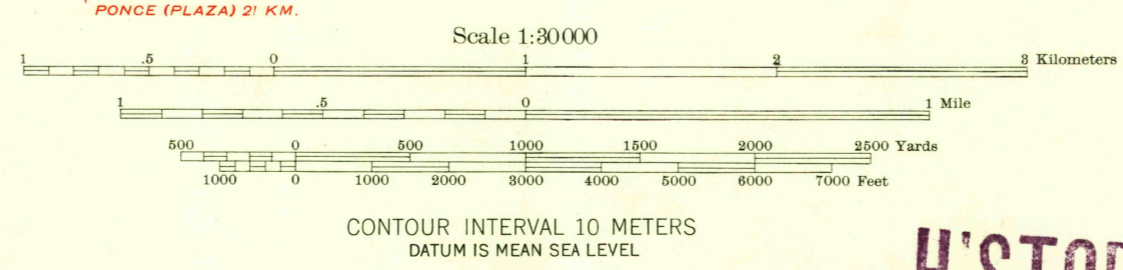 PONCE (PLAZA) 21 KM.
Scale 1:30000
1 .5 0 1 2 3 Kilometers
1 .5 0 1 Mile
500 0 500 1000 1500 2000 2500 Yards
1000 0 1000 2000 3000 4000 5000 6000 7000 Feet
CONTOUR INTERVAL 10 METERS
DATUM IS MEAN SEA LEVEL